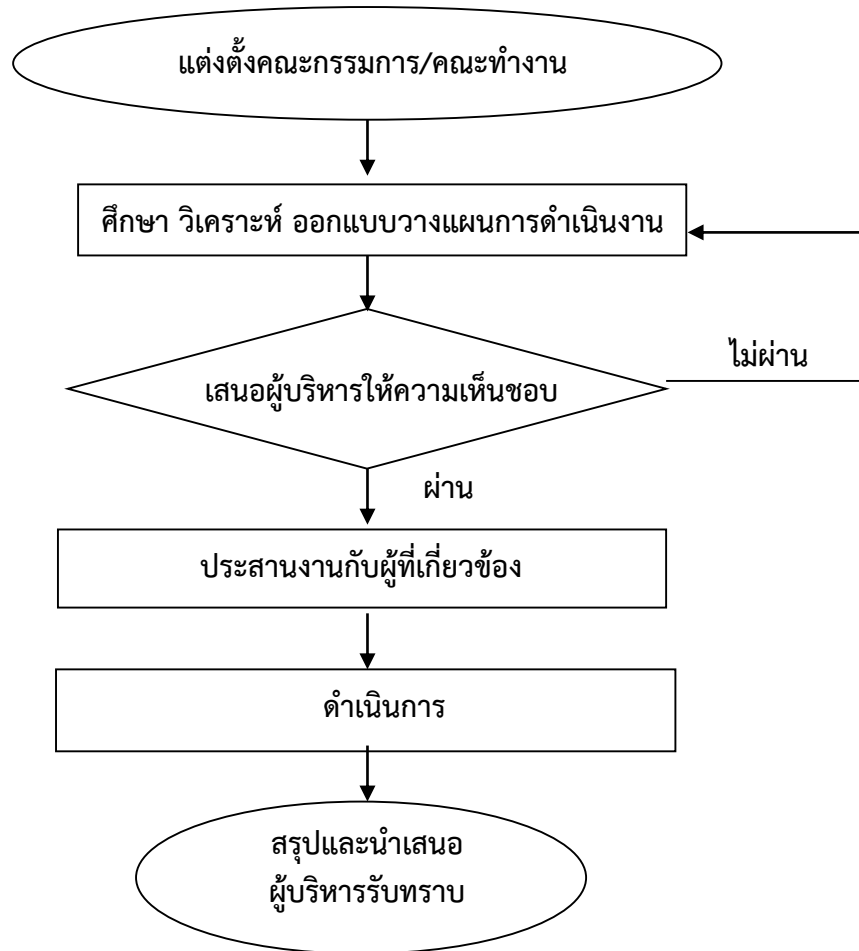 แต่งตั้งคณะกรรมการ/คณะทำงาน
ศึกษา วิเคราะห์ ออกแบบวางแผนการดำเนินงาน
ไม่ผ่าน
เสนอผู้บริหารให้ความเห็นชอบ
ผ่าน
ประสานงานกับผู้ที่เกี่ยวข้อง
ดำเนินการ
สรุปและนำเสนอ
ผู้บริหารรับทราบ